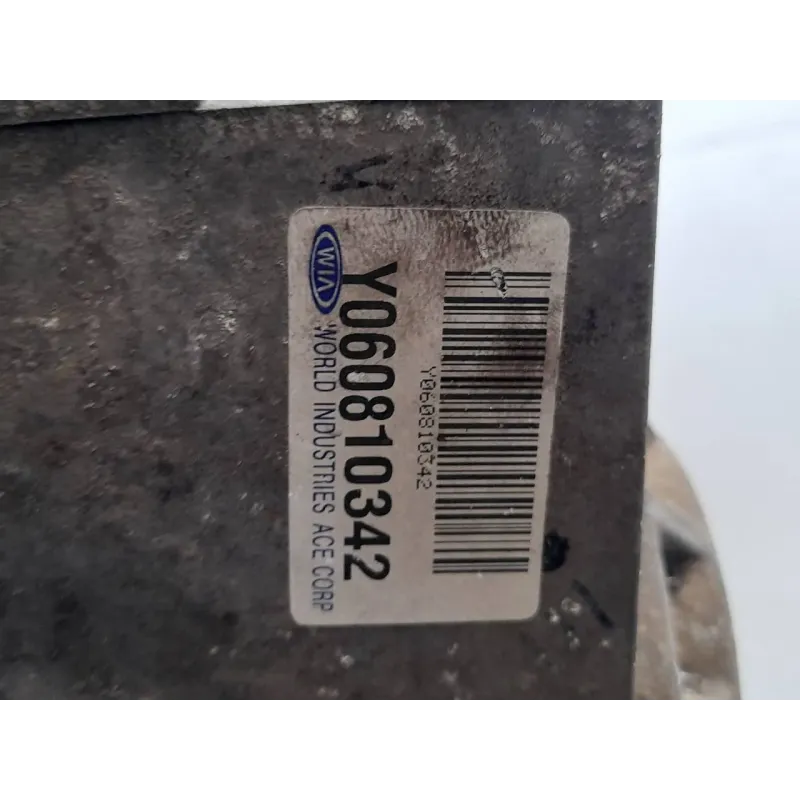 WIA
Y060810342
WORLD INDUSTRIES ACE CORP
Y060810342